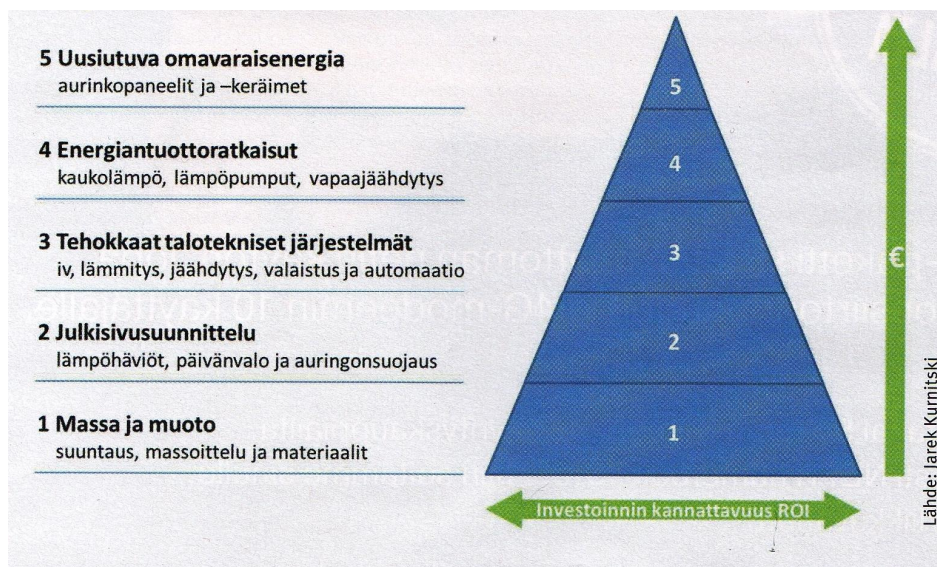 5 Uusiutuva omavaraisenergia
aurinkopaneelit ja –keräimet
4 Energiantuottoratkaisut
kaukolämpö, lämpöpumput, vapaajäähdytys
3 Tehokkaat talotekniset järjestelmät
iv, lämmitys, jäähdytys, valaistus ja automaatio
2 Julkisivusuunnittelu
lämpöhäviöt, päivänvalo ja auringonsuojaus
1 Massa ja muoto
suuntaus, massoittelu ja materiaalit
5
4
3
2
1
Investoinnin kannattavuus ROI
€
Lähde: Jarek Kurnitski